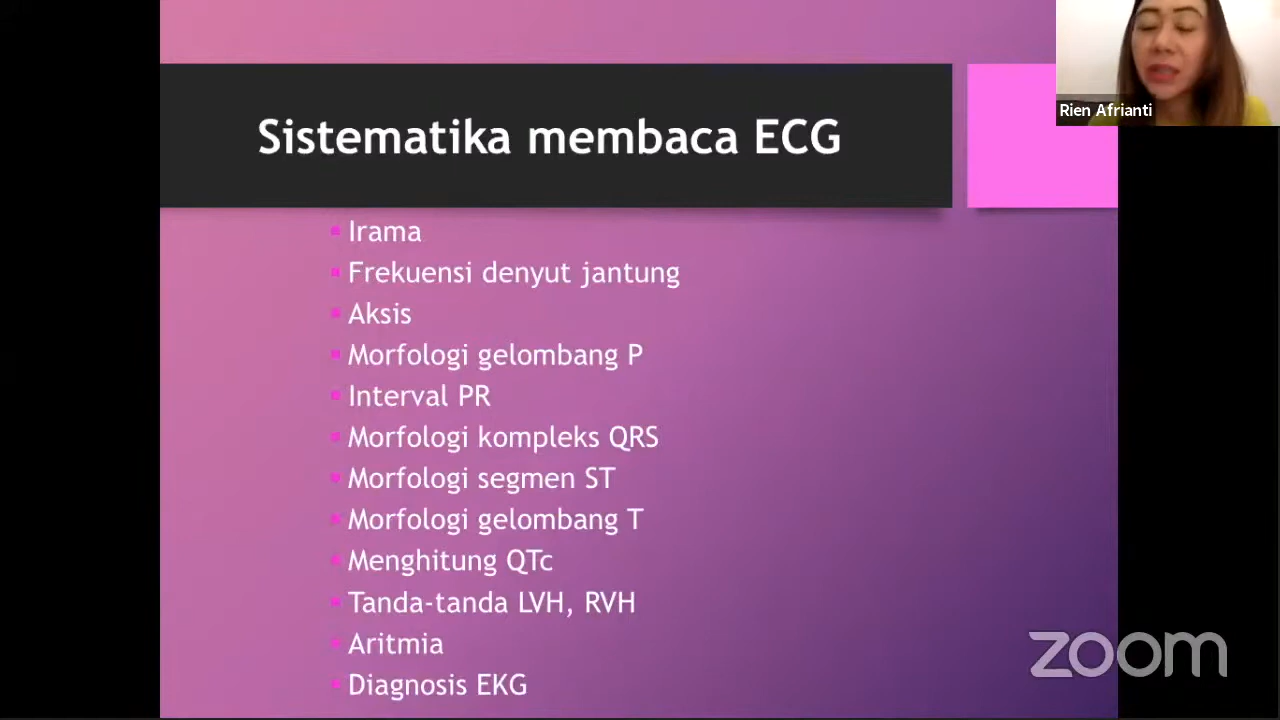 Sistematika membaca ECG
Rien Afrianti
Irama
Frekuensi denyut jantung
Aksis
Morfologi gelombang P
Interval PR
Morfologi kompleks QRS
Morfologi segmen ST
Morfologi gelombang T
Menghitung QTc
Tanda-tanda LVH, RVH
Aritmia
Diagnosis EKG
zoom